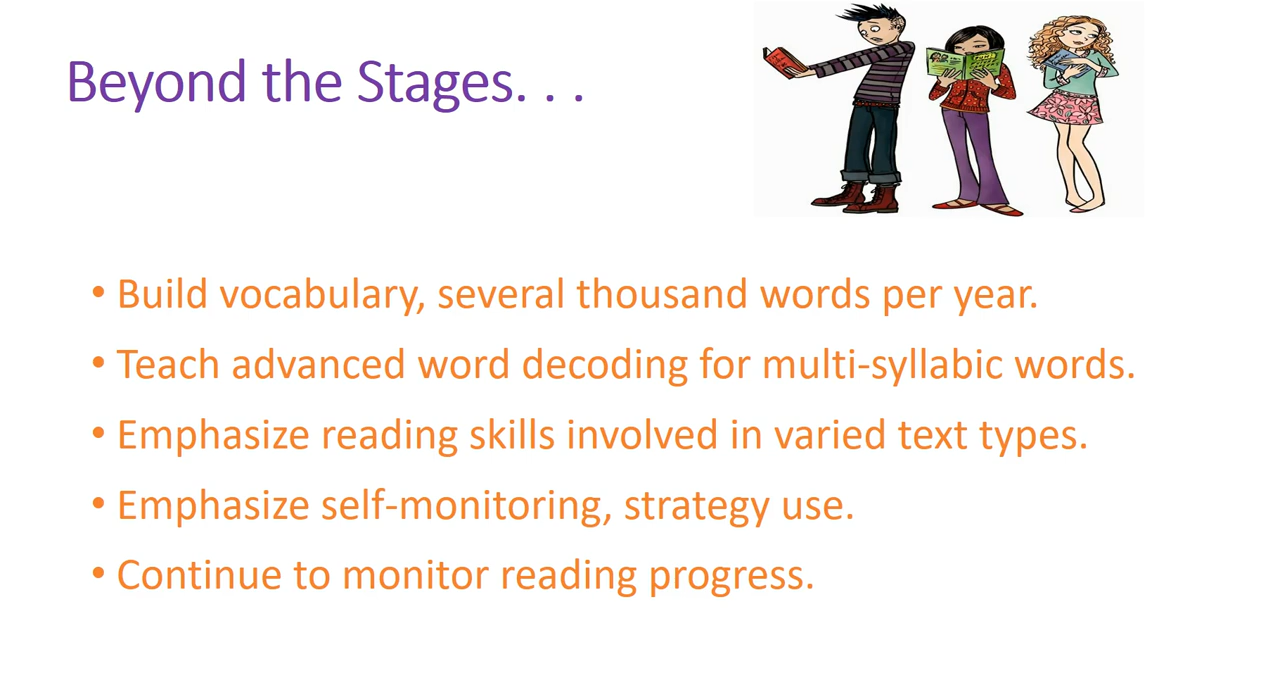 Beyond the Stages. . .
• Build vocabulary, several thousand words per year.
• Teach advanced word decoding for multi-syllabic words.
• Emphasize reading skills involved in varied text types.
• Emphasize self-monitoring, strategy use.
• Continue to monitor reading progress.